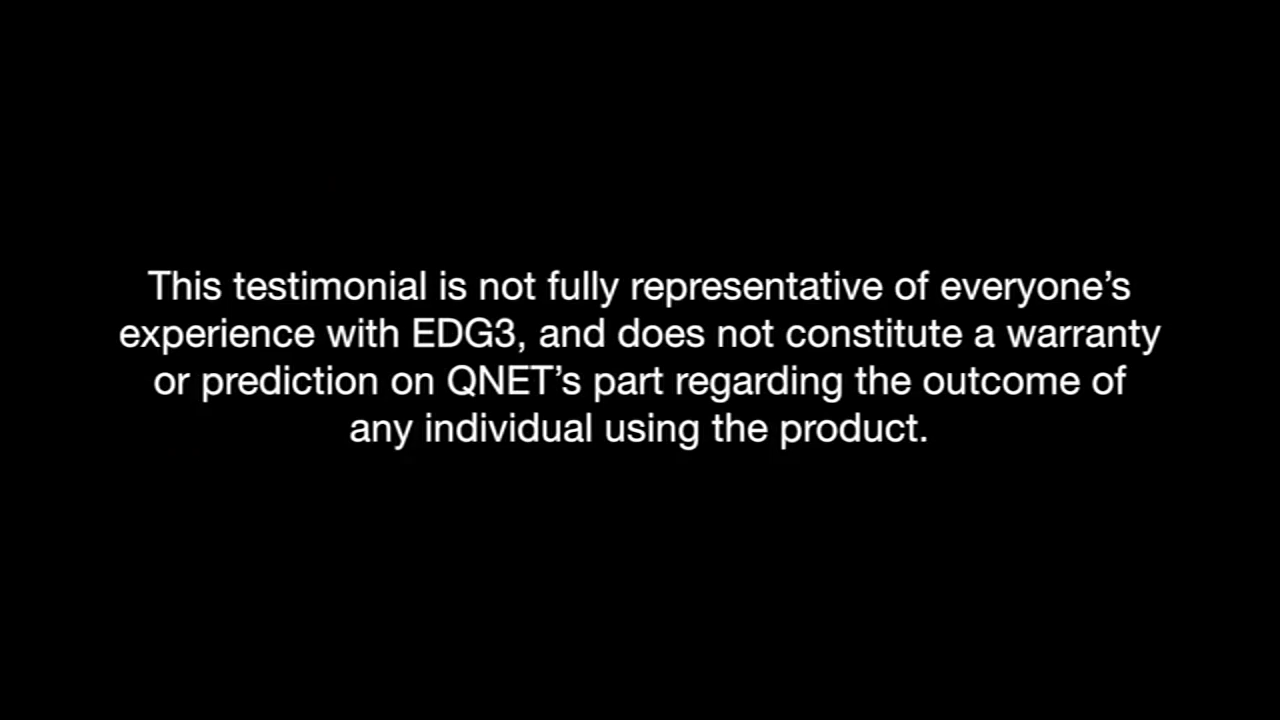 This testimonial is not fully representative of everyone’s
experience with EDG3, and does not constitute a warranty
or prediction on QNET’s part regarding the outcome of
any individual using the product.